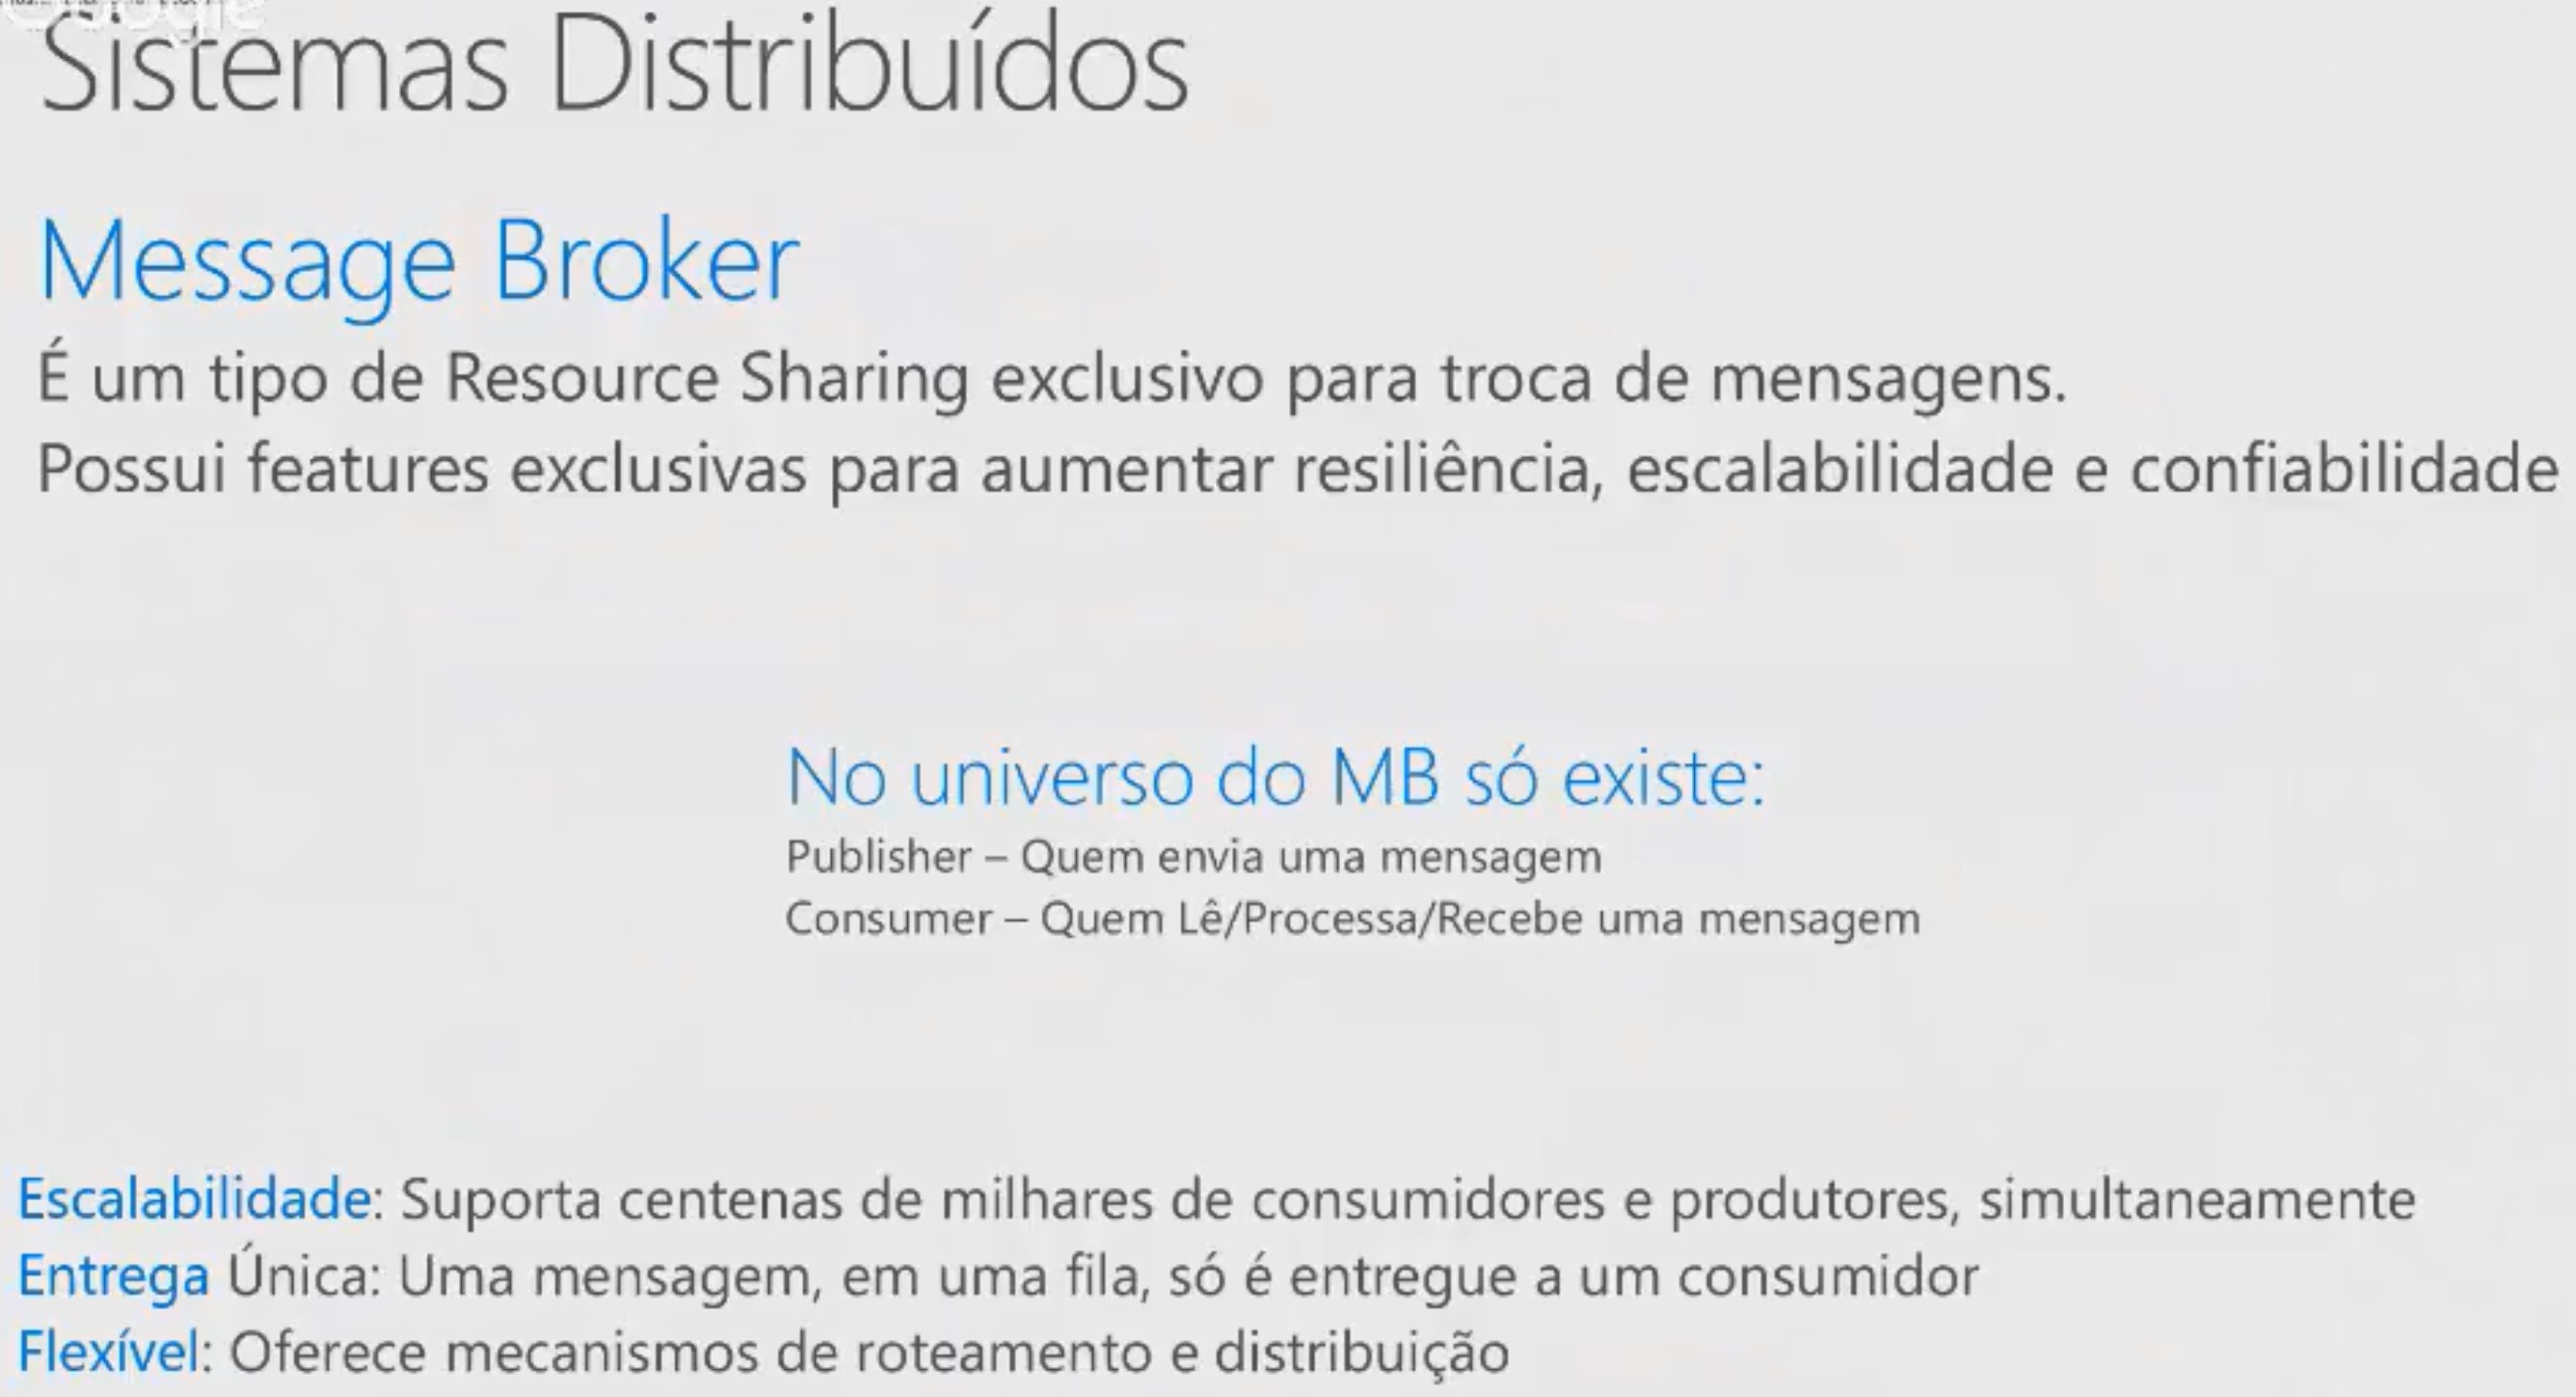 Sistemas Distribuídos
Message Broker
É um tipo de Resource Sharing exclusivo para troca de mensagens.
Possui features exclusivas para aumentar resiliência, escalabilidade e confiabilidade
No universo do MB só existe:
Publisher – Quem envia uma mensagem
Consumer – Quem Lê/Processa/Recebe uma mensagem
Escalabilidade: Suporta centenas de milhares de consumidores e produtores, simultaneamente
Entrega Única: Uma mensagem, em uma fila, só é entregue a um consumidor
Flexível: Oferece mecanismos de roteamento e distribuição